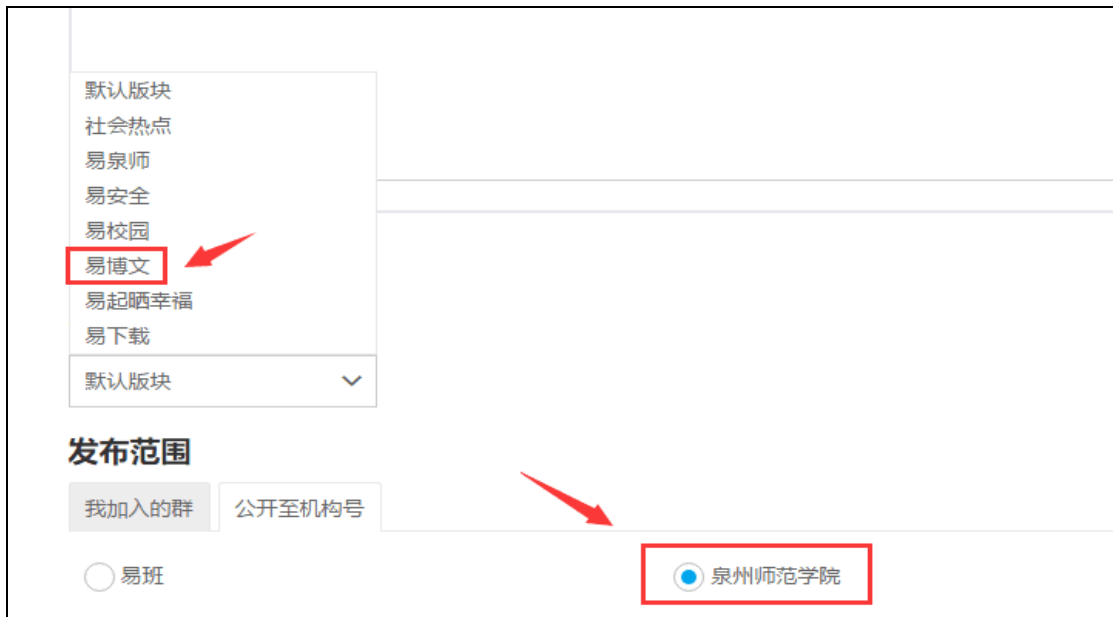 默认版块
社会热点
易泉师
易安全
易校园
易博文
易起晒幸福
易下载
默认版块
发布范围
我加入的群 公开至机构号
易班 泉州师范学院